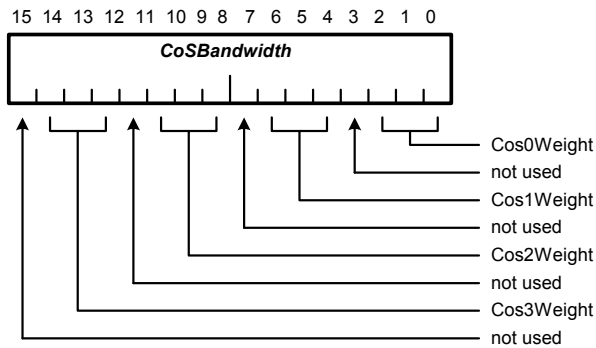 15 14 13 12 11 10 9 8 7 6 5 4 3 2 1 0
CoSBandwidth
Cos0Weight
not used
Cos1Weight
not used
Cos2Weight
not used
Cos3Weight
not used